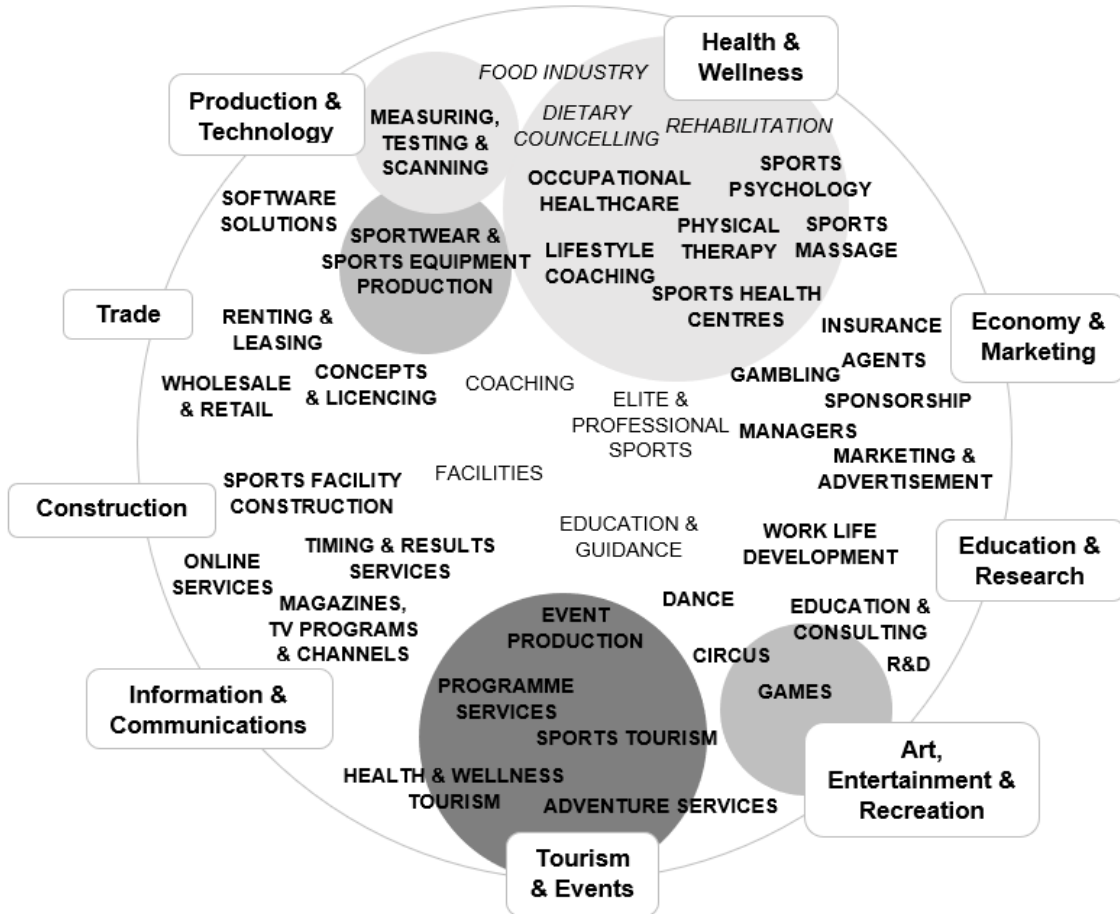 Health &
Wellness
FOOD INDUSTRY
Production &
Technology
MEASURING,
TESTING &
SCANNING
DIETARY
COUNCELLING
REHABILITATION
OCCUPATIONAL
HEALTHCARE
SPORTS
PSYCHOLOGY
SOFTWARE
SOLUTIONS
SPORTWEAR &
SPORTS EQUIPMENT
PRODUCTION
LIFESTYLE
COACHING
PHYSICAL
THERAPY
SPORTS
MASSAGE
SPORTS HEALTH
CENTRES
Trade
RENTING &
LEASING
INSURANCE
Economy &
Marketing
WHOLESALE
& RETAIL
CONCEPTS
& LICENCING
COACHING
GAMBLING
AGENTS
ELITE &
PROFESSIONAL
SPORTS
SPONSORSHIP
MANAGERS
MARKETING &
ADVERTISEMENT
Construction
SPORTS FACILITY
CONSTRUCTION
FACILITIES
EDUCATION &
GUIDANCE
WORK LIFE
DEVELOPMENT
Education &
Research
ONLINE
SERVICES
TIMING & RESULTS
SERVICES
MAGAZINES,
TV PROGRAMS
& CHANNELS
EVENT
PRODUCTION
DANCE
EDUCATION &
CONSULTING
CIRCUS
R&D
Information &
Communications
PROGRAMME
SERVICES
GAMES
SPORTS TOURISM
Art,
Entertainment &
Recreation
HEALTH & WELLNESS
TOURISM
ADVENTURE SERVICES
Tourism
& Events